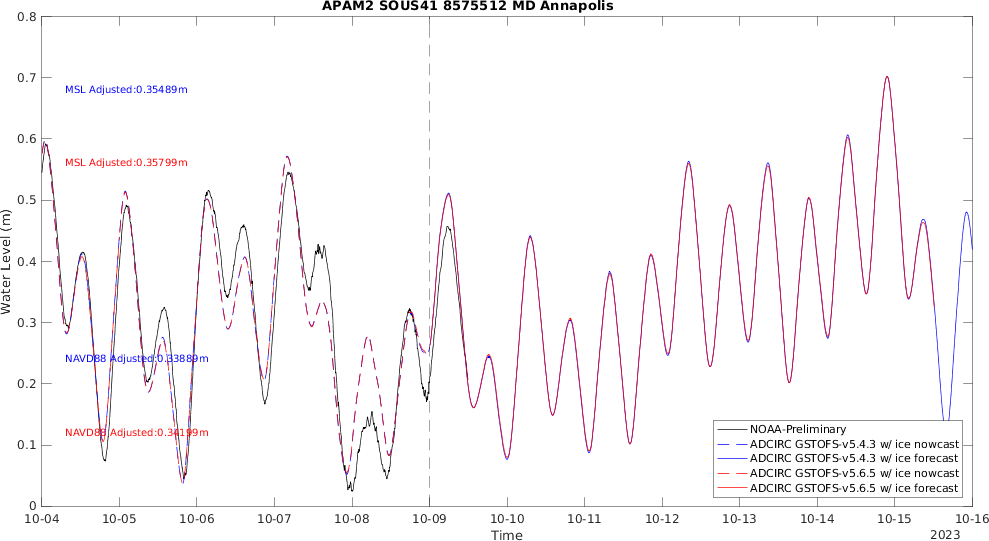 APAM2 SOUS41 8575512 MD Annapolis
0.8
0.7
0.6
0.5
0.4
0.3
0.2
0.1
0
Water Level (m)
MSL Adjusted:0.35489m
MSL Adjusted:0.35799m
NAVD88 Adjusted:0.33889m
NAVD88 Adjusted:0.34199m
NOAA-Preliminary
ADCIRC GSTOFS-v5.4.3 w/ ice nowcast
ADCIRC GSTOFS-v5.4.3 w/ ice forecast
ADCIRC GSTOFS-v5.6.5 w/ ice nowcast
ADCIRC GSTOFS-v5.6.5 w/ ice forecast
10-04 10-05 10-06 10-07 10-08 10-09 10-10 10-11 10-12 10-13 10-14 10-15 10-16
Time
2023